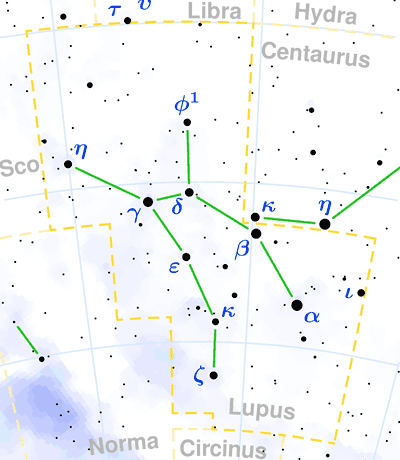 τ υ
Libra Hydra
Centaurus
ϕ¹
η
Sco
γ δ κ η
β
ε
ι
κ α
ζ
Lupus
Norma Circinus